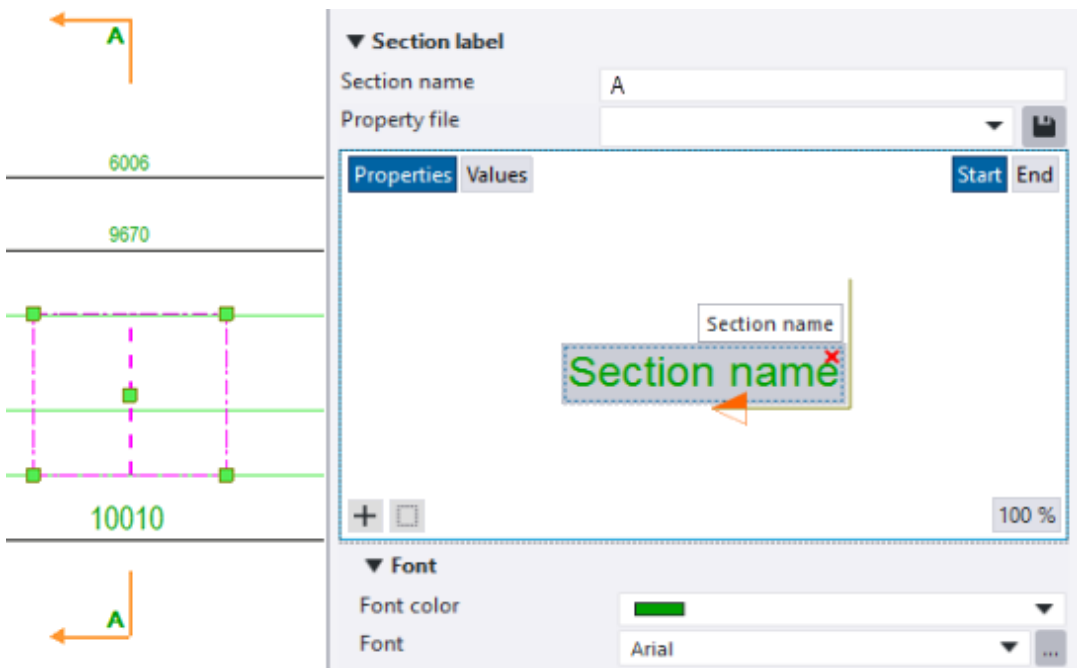 A
6006
9670
10010
A
Section label
Section name A
Property file
Properties Values Start End
Section name
Section name
100 %
Font
Font color
Font Arial ...